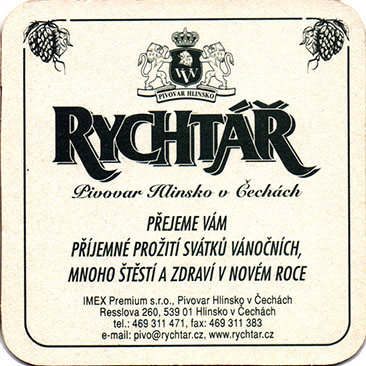 PIVOVAR HLINSKO
RYCHTÁŘ
Pivovar Hlinsko v Čechách
PŘEJEME VÁM
PŘÍJEMNÉ PROŽITÍ SVÁTKŮ VÁNOČNÍCH,
MNOHO ŠTĚSTÍ A ZDRAVÍ V NOVÉM ROCE
IMEX Premium s.r.o., Pivovar Hlinsko v Čechách
Resslova 260, 539 01 Hlinsko v Čechách
tel.: 469 311 471, fax: 469 311 383
e-mail: pivo@rychtar.cz, www.rychtar.cz